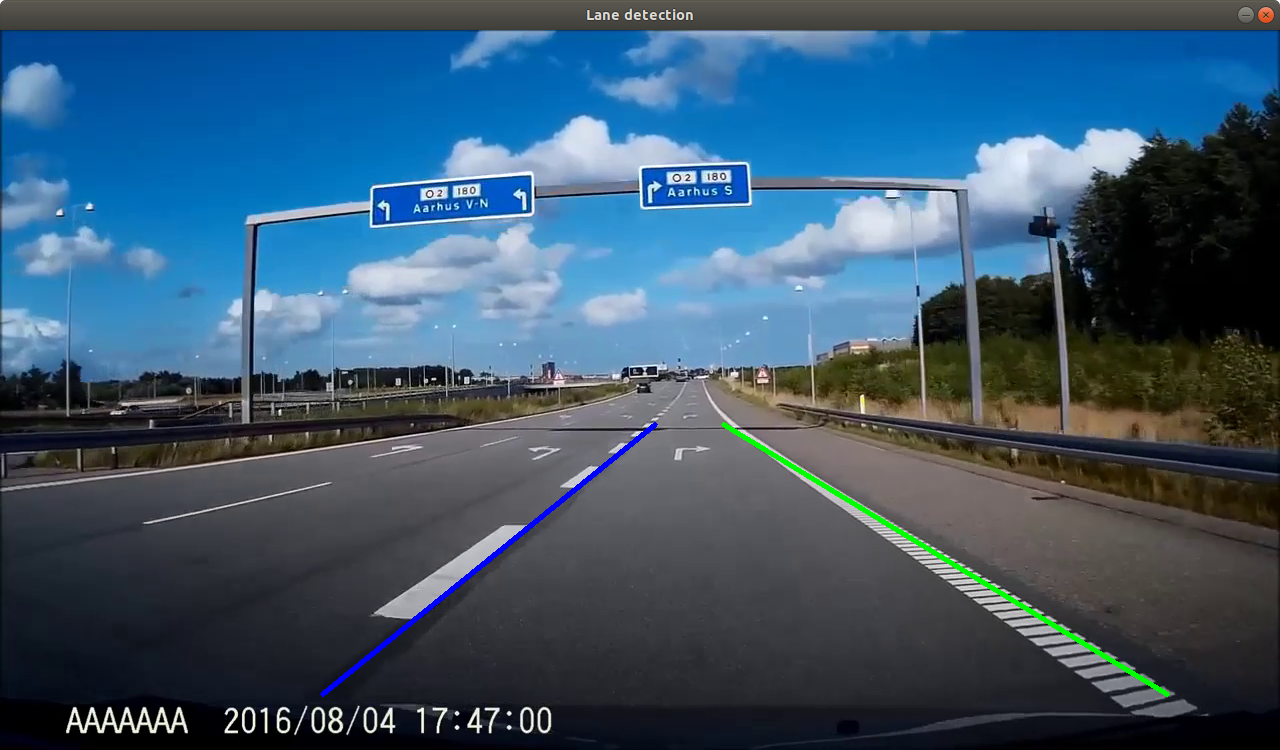 Lane detection
O2 180
Aarhus V-N
O2 180
Aarhus S
AAAAAAA 2016/08/04 17:47:00